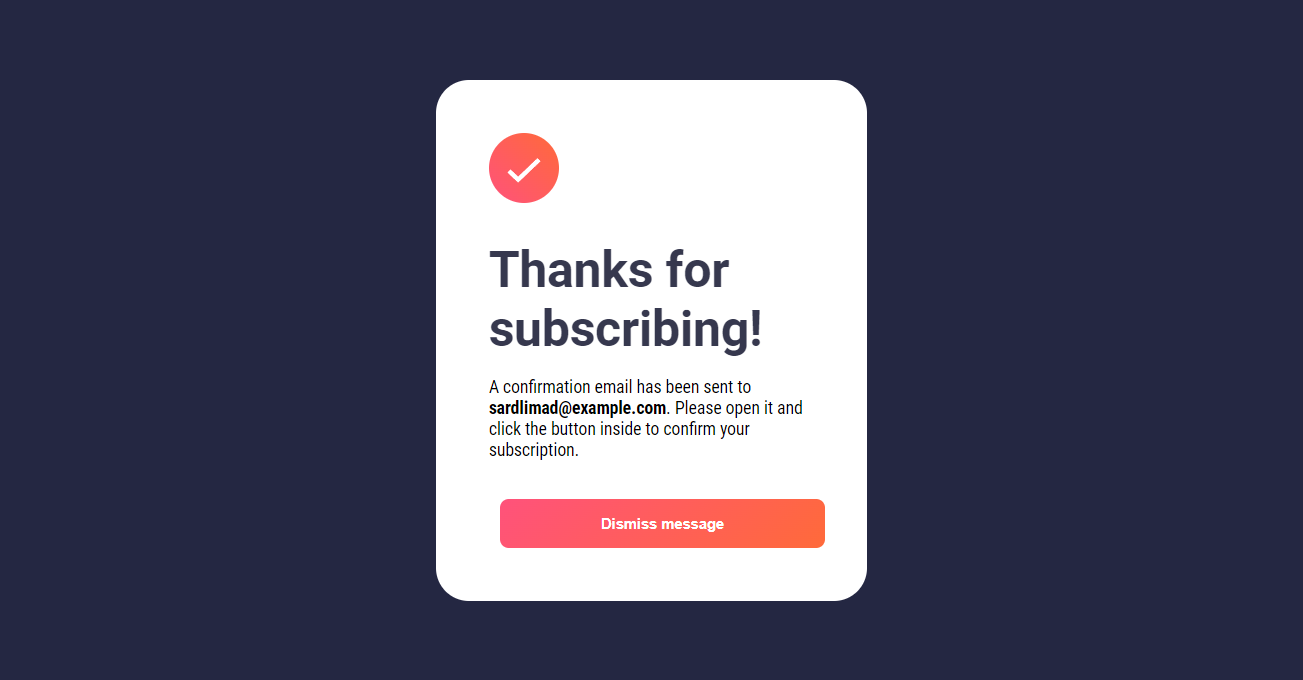 Thanks for
subscribing!
A confirmation email has been sent to
sardlimad@example.com. Please open it and
click the button inside to confirm your
subscription.
Dismiss message